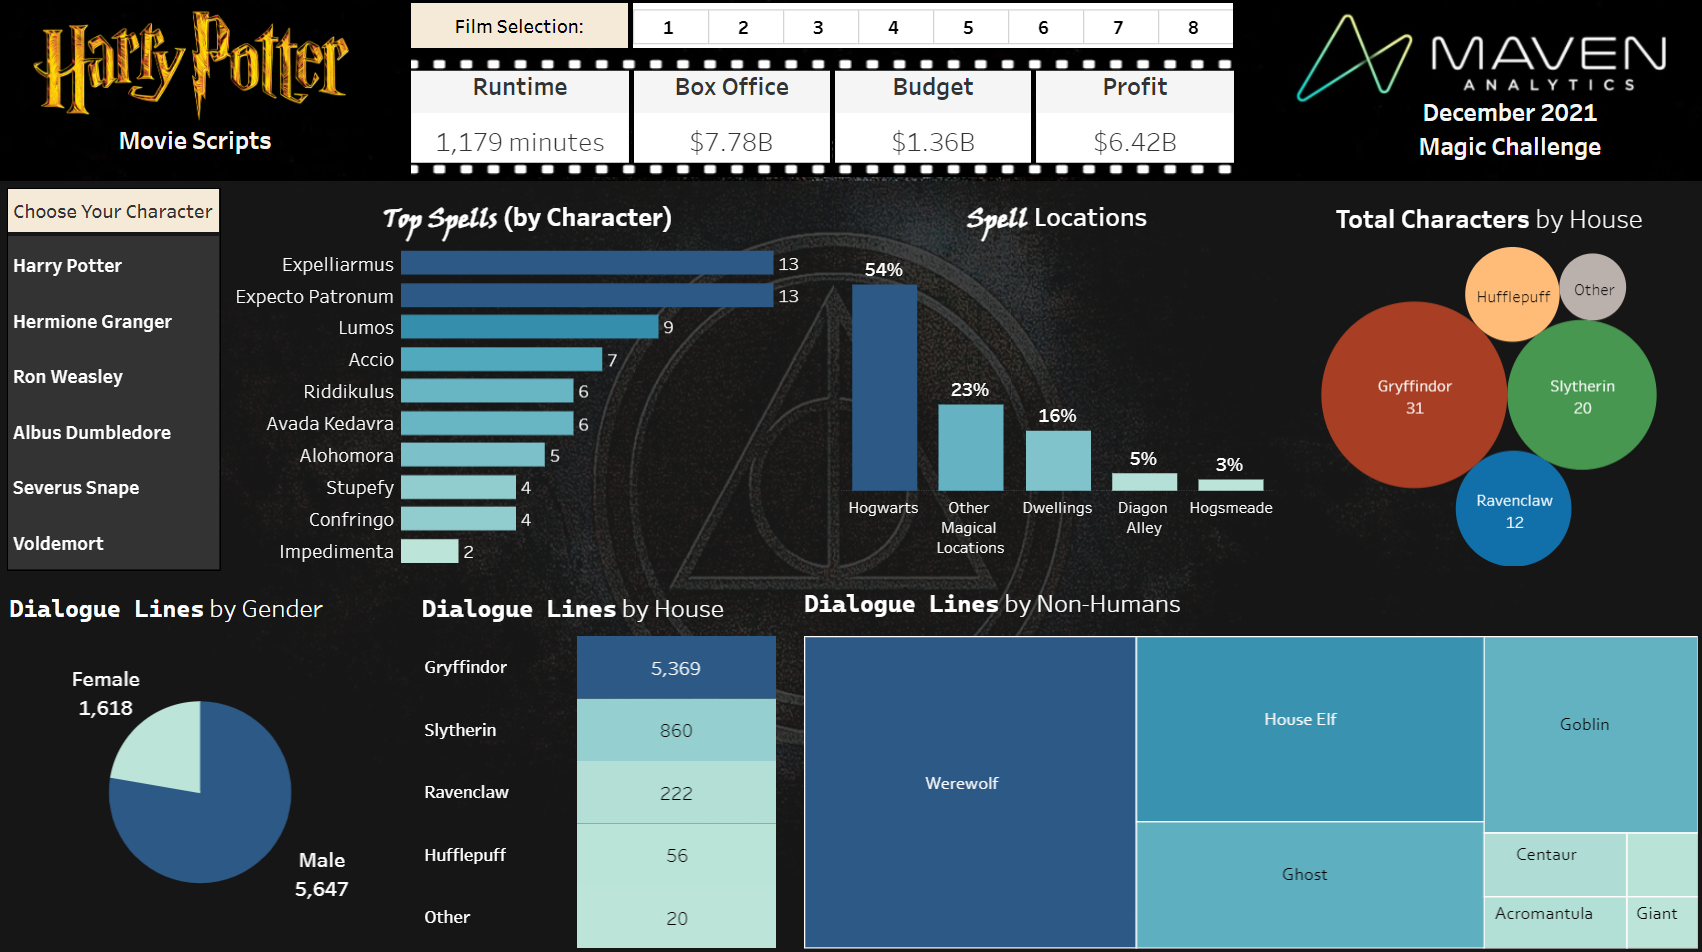 Harry Potter
Movie Scripts
Film Selection:
1 2 3 4 5 6 7 8
Runtime
1,179 minutes
Box Office
$7.78B
Budget
$1.36B
Profit
$6.42B
MAVEN
ANALYTICS
December 2021
Magic Challenge
Choose Your Character
Harry Potter
Hermione Granger
Ron Weasley
Albus Dumbledore
Severus Snape
Voldemort
Top Spells (by Character)
Expelliarmus 13
Expecto Patronum 13
Lumos 9
Accio 7
Riddikulus 6
Avada Kedavra 6
Alohomora 5
Stupefy 4
Confringo 4
Impedimenta 2
Spell Locations
54%
23%
16%
5%
3%
Hogwarts
Other
Magical
Locations
Dwellings
Diagon
Alley
Hogsmeade
Total Characters by House
Hufflepuff
Other
Gryffindor
31
Slytherin
20
Ravenclaw
12
Dialogue Lines by Gender
Female
1,618
Male
5,647
Dialogue Lines by House
Gryffindor 5,369
Slytherin 860
Ravenclaw 222
Hufflepuff 56
Other 20
Dialogue Lines by Non-Humans
Werewolf
House Elf
Ghost
Goblin
Centaur
Acromantula
Giant